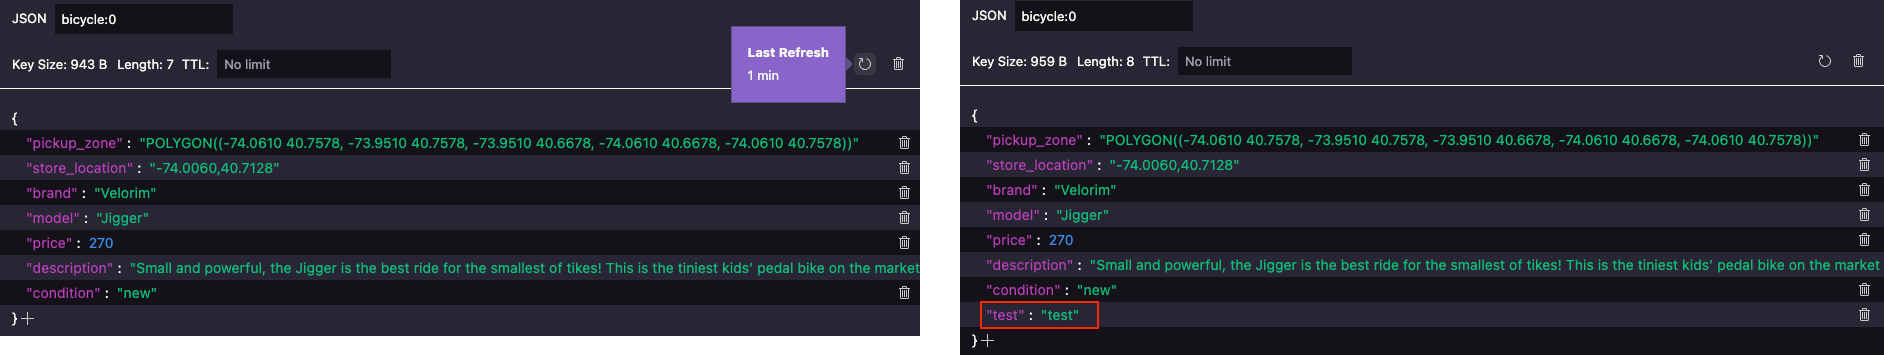 JSON bicycle:0
Last Refresh
1 min
Key Size: 943 B Length: 7 TTL: No limit
{
"pickup_zone" : "POLYGON((-74.0610 40.7578, -73.9510 40.7578, -73.9510 40.6678, -74.0610 40.6678, -74.0610 40.7578))"
"store_location" : "-74.0060,40.7128"
"brand" : "Velorim"
"model" : "Jigger"
"price" : 270
"description" : "Small and powerful, the Jigger is the best ride for the smallest of tikes! This is the tiniest kids’ pedal bike on the market
"condition" : "new"
}
JSON bicycle:0
Key Size: 959 B Length: 8 TTL: No limit
{
"pickup_zone" : "POLYGON((-74.0610 40.7578, -73.9510 40.7578, -73.9510 40.6678, -74.0610 40.6678, -74.0610 40.7578))"
"store_location" : "-74.0060,40.7128"
"brand" : "Velorim"
"model" : "Jigger"
"price" : 270
"description" : "Small and powerful, the Jigger is the best ride for the smallest of tikes! This is the tiniest kids’ pedal bike on the market
"condition" : "new"
"test" : "test"
}